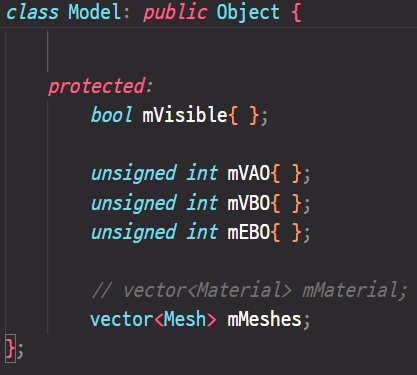 class Model: public Object {
protected:
bool mVisible{ };
unsigned int mVAO{ };
unsigned int mVBO{ };
unsigned int mEBO{ };
// vector<Material> mMaterial;
vector<Mesh> mMeshes;
};